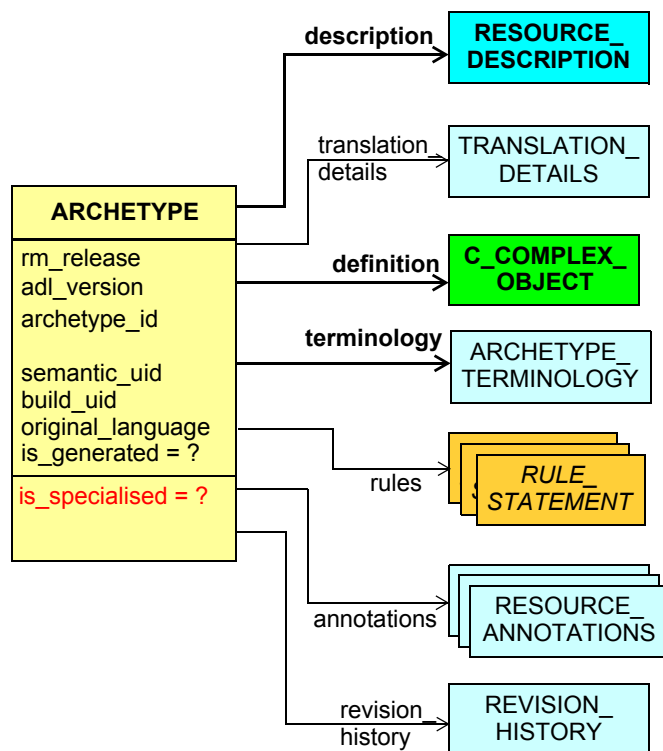 description
RESOURCE_
DESCRIPTION
translation_
details
TRANSLATION_
DETAILS
ARCHETYPE
rm_release
adl_version
archetype_id
semantic_uid
build_uid
original_language
is_generated = ?
is_specialised = ?
definition
C_COMPLEX_
OBJECT
terminology
ARCHETYPE_
TERMINOLOGY
rules
RULE_
STATEMENT
annotations
RESOURCE_
ANNOTATIONS
revision_
history
REVISION_
HISTORY